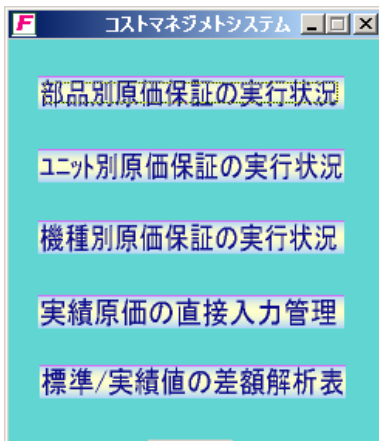 F コストマネジメトシステム
部品別原価保証の実行状況
ユニット別原価保証の実行状況
機種別原価保証の実行状況
実績原価の直接入力管理
標準/実績値の差額解析表